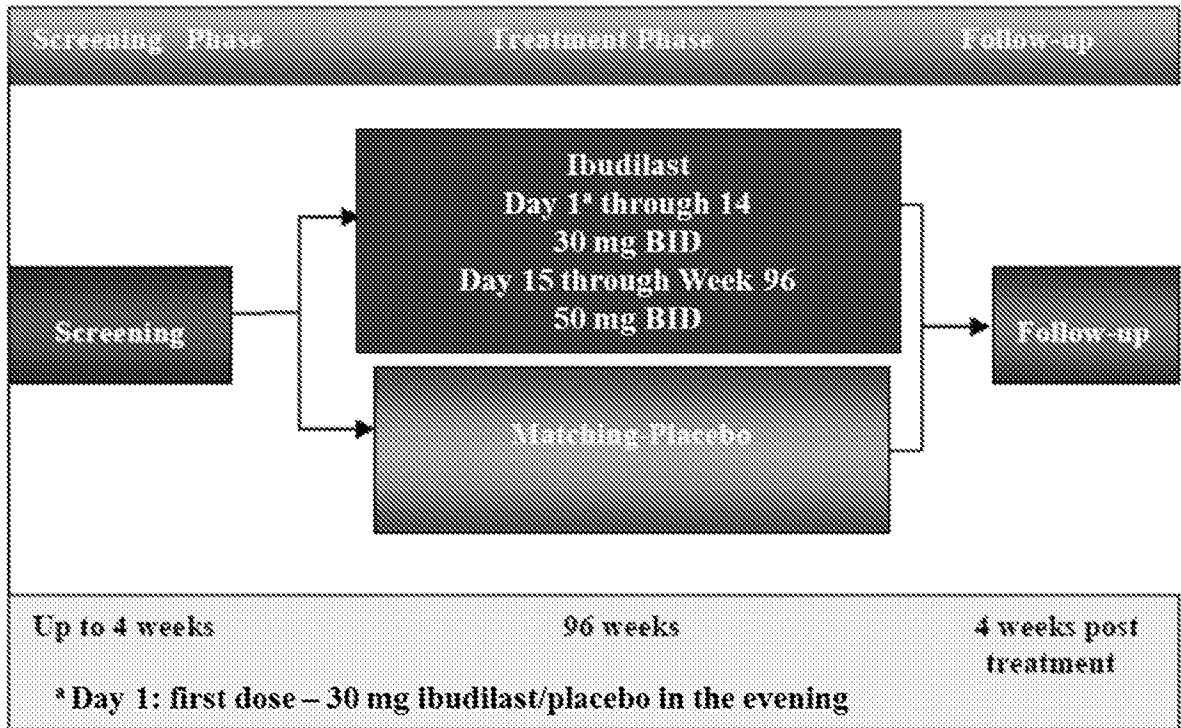 Screening Phase Treatment Phase Follow-up
Ibudilast
Day 1ª through 14
30 mg BID
Day 15 through Week 96
50 mg BID
Screening
Follow-up
Matching Placebo
Up to 4 weeks 96 weeks 4 weeks post
treatment
ª Day 1: first dose – 30 mg ibudilast/placebo in the evening